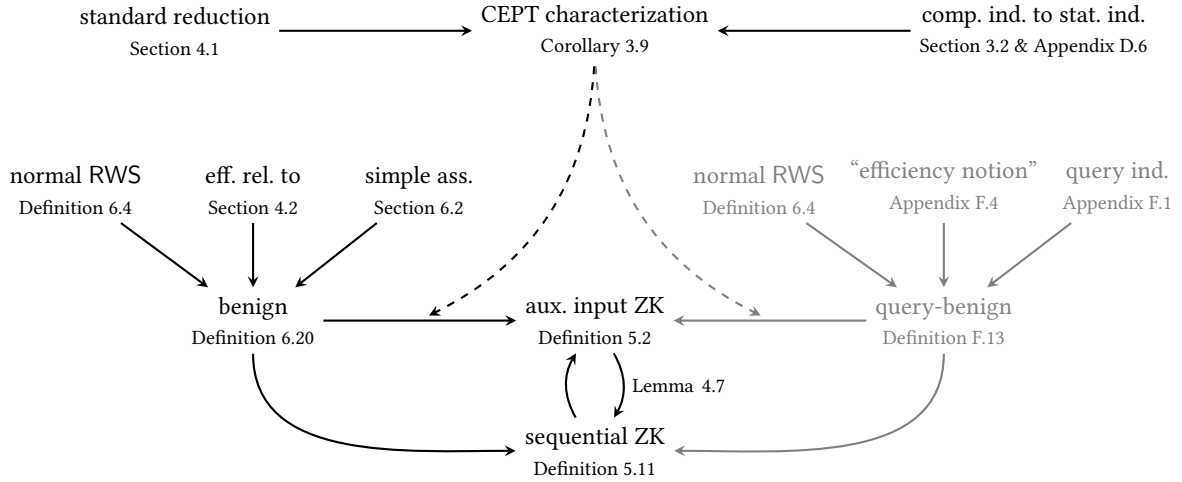 standard reduction
Section 4.1
CEPT characterization
Corollary 3.9
comp. ind. to stat. ind.
Section 3.2 & Appendix D.6
normal RWS
Definition 6.4
eff. rel. to
Section 4.2
simple ass.
Section 6.2
normal RWS
Definition 6.4
“efficiency notion”
Appendix F.4
query ind.
Appendix F.1
benign
Definition 6.20
aux. input ZK
Definition 5.2
query-benign
Definition F.13
Lemma 4.7
sequential ZK
Definition 5.11